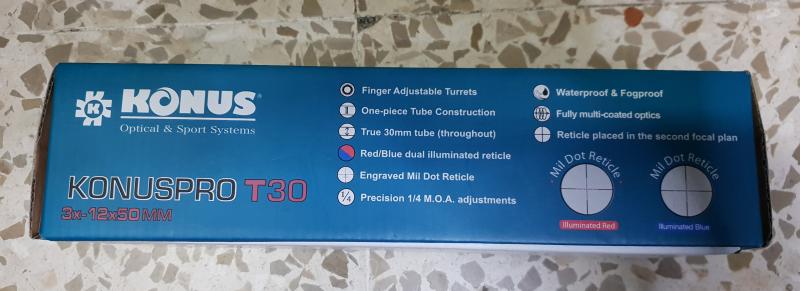 KONUS®
Optical & Sport Systems
KONUSPRO T30
3x-12x50MM
Finger Adjustable Turrets
One-piece Tube Construction
True 30mm tube (throughout)
Red/Blue dual illuminated reticle
Engraved Mil Dot Reticle
1/4 Precision 1/4 M.O.A. adjustments
Waterproof & Fogproof
Fully multi-coated optics
Reticle placed in the second focal plan
Mil Dot Reticle
Illuminated Red
Mil Dot Reticle
Illuminated Blue